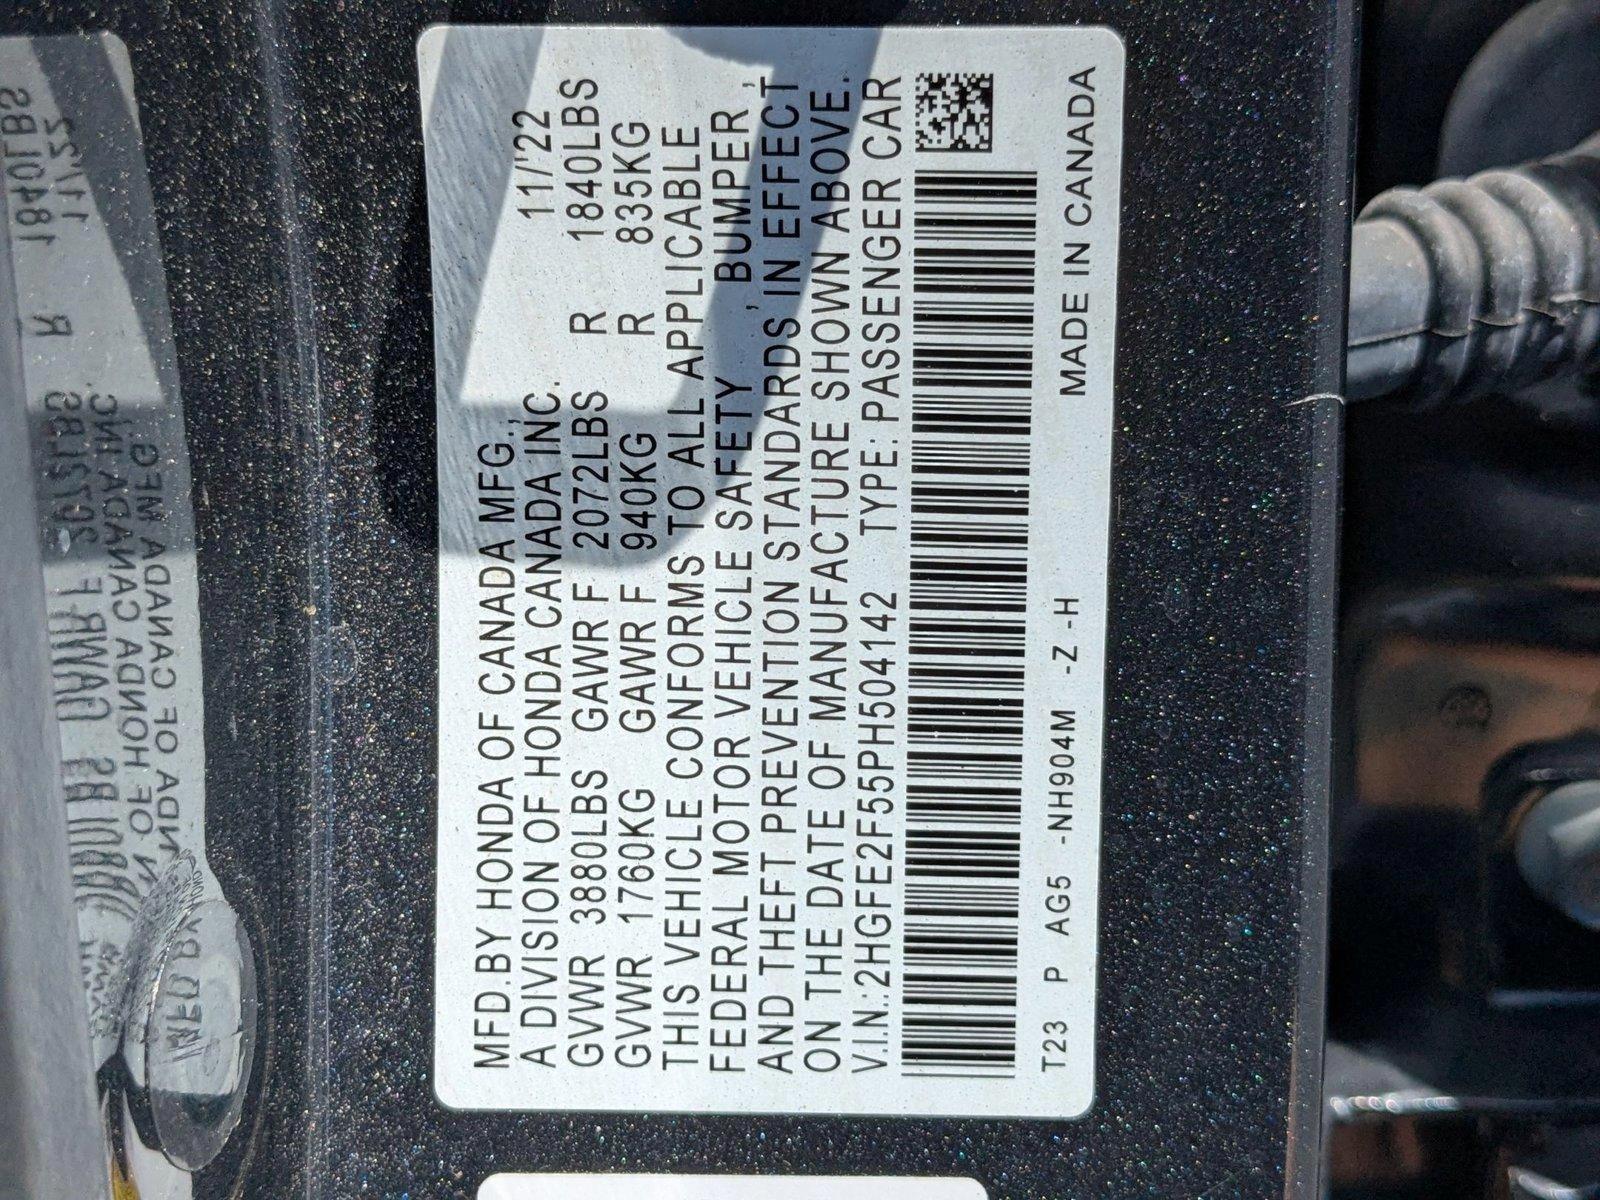 MFD.BY HONDA OF CANADA MFG., 11/'22
A DIVISION OF HONDA CANADA INC.
GVWR 3880LBS GAWR F 2072LBS R 1840LBS
GVWR 1760KG GAWR F 940KG R 835KG
THIS VEHICLE CONFORMS TO ALL APPLICABLE
FEDERAL MOTOR VEHICLE SAFETY , BUMPER ,
AND THEFT PREVENTION STANDARDS IN EFFECT
ON THE DATE OF MANUFACTURE SHOWN ABOVE.
V.I.N.:2HGFE2F55PH504142 TYPE: PASSENGER CAR
T23 P AG5 -NH904M -Z -H MADE IN CANADA